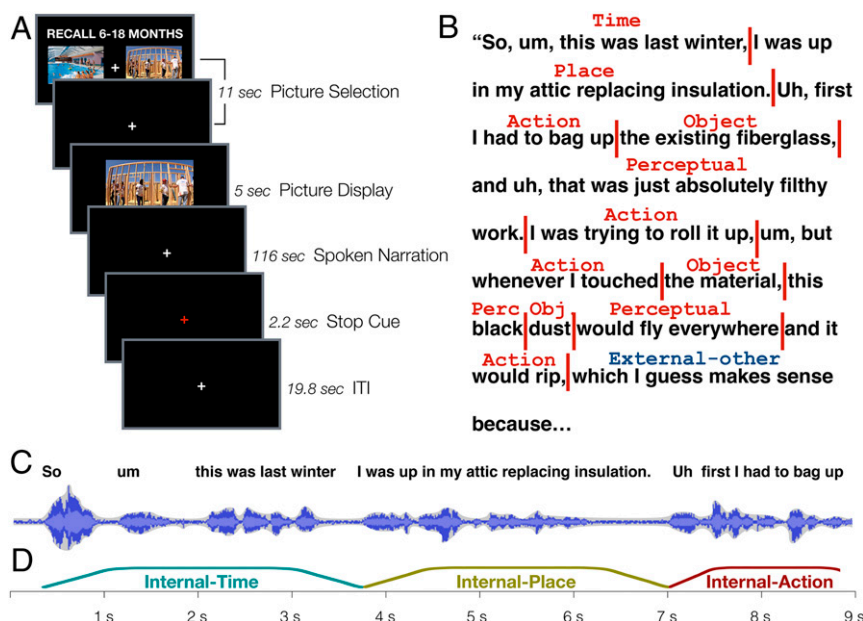 A
RECALL 6-18 MONTHS
11 sec Picture Selection
5 sec Picture Display
116 sec Spoken Narration
2.2 sec Stop Cue
19.8 sec ITI
B
Time
“So, um, this was last winter, I was up
Place
in my attic replacing insulation. Uh, first
Action Object
I had to bag up the existing fiberglass,
Perceptual
and uh, that was just absolutely filthy
Action
work. I was trying to roll it up, um, but
Action Object
whenever I touched the material, this
Perc Obj. Perceptual
black dust would fly everywhere and it
Action External-other
would rip, which I guess makes sense
because...
C
So um this was last winter I was up in my attic replacing insulation. Uh first I had to bag up
D
Internal-Time Internal-Place Internal-Action
1 s 2 s 3 s 4 s 5 s 6 s 7 s 8 s 9 s